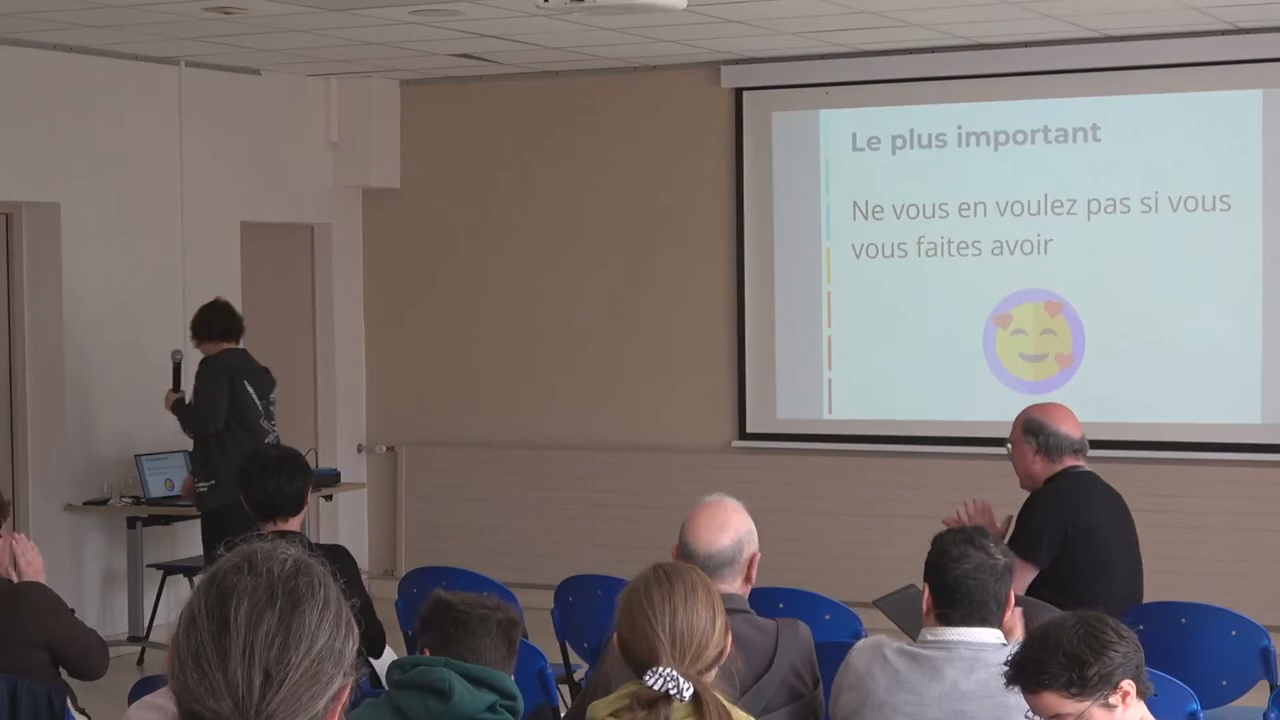 Le plus important
Ne vous en voulez pas si vous
vous faites avoir